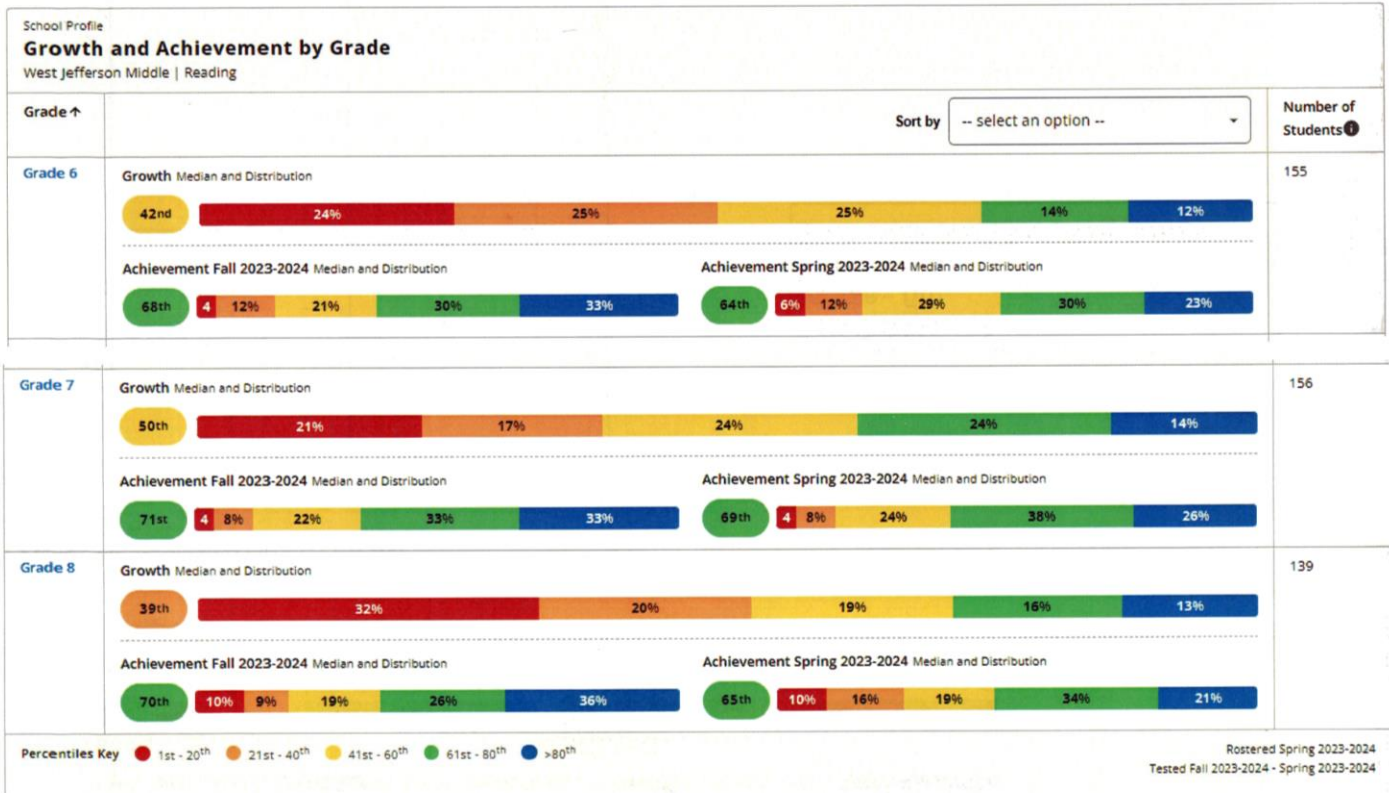 School Profile
Growth and Achievement by Grade
West Jefferson Middle | Reading
Grade↑
Sort by
-- select an option --
Number of
Students
Grade 6
Growth Median and Distribution
155
42nd
24% 25% 25% 14% 12%
Achievement Fall 2023-2024 Median and Distribution
68th
4 12% 21% 30% 33%
Achievement Spring 2023-2024 Median and Distribution
64th
6% 12% 29% 30% 23%
Grade 7
Growth Median and Distribution
156
50th
21% 17% 24% 24% 14%
Achievement Fall 2023-2024 Median and Distribution
71st
4 8% 22% 33% 33%
Achievement Spring 2023-2024 Median and Distribution
69th
4 8% 24% 38% 26%
Grade 8
Growth Median and Distribution
139
39th
32% 20% 19% 16% 13%
Achievement Fall 2023-2024 Median and Distribution
70th
10% 9% 19% 26% 36%
Achievement Spring 2023-2024 Median and Distribution
65th
10% 16% 19% 34% 21%
Percentiles Key 1st - 20th 21st - 40th 41st - 60th 61st - 80th >80th
Rostered Spring 2023-2024
Tested Fall 2023-2024 - Spring 2023-2024